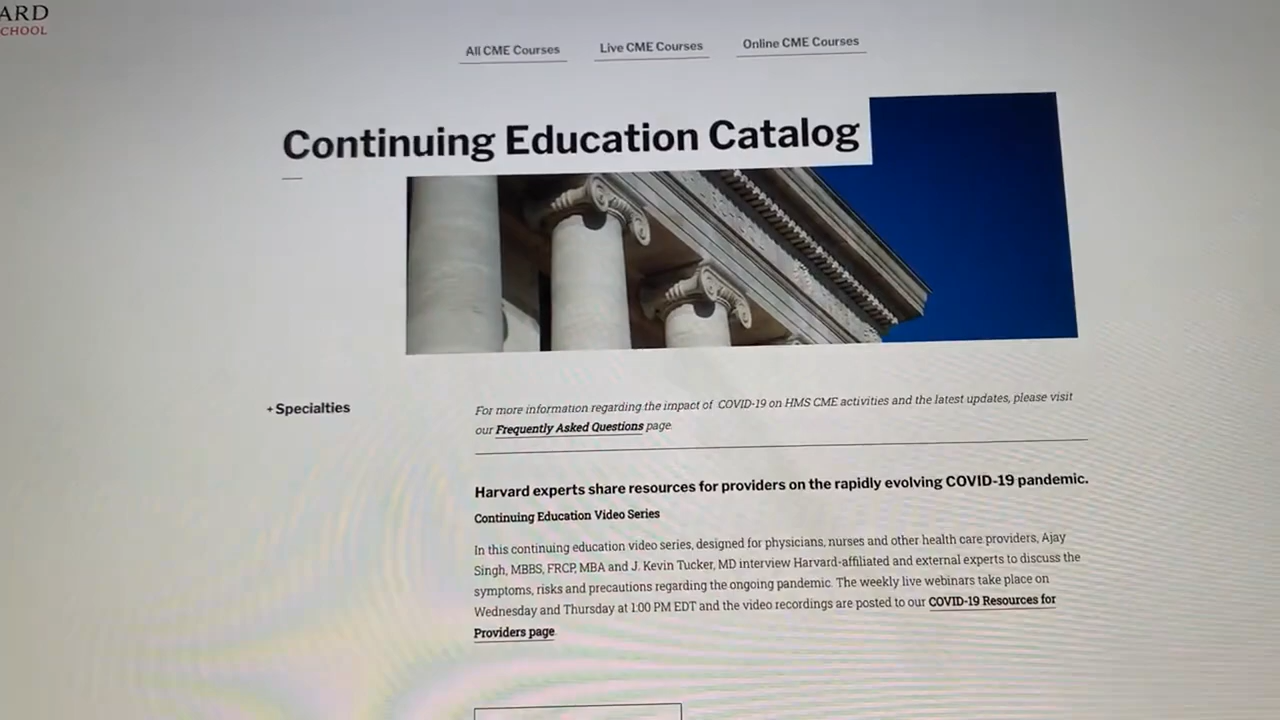 ARD
CHOOL
All CME Courses
Live CME Courses
Online CME Courses
Continuing Education Catalog
+ Specialties
For more information regarding the impact of COVID-19 on HMS CME activities and the latest updates, please visit
our Frequently Asked Questions page.
Harvard experts share resources for providers on the rapidly evolving COVID-19 pandemic.
Continuing Education Video Series
In this continuing education video series, designed for physicians, nurses and other health care providers, Ajay
Singh, MBBS, FRCP, MBA and J. Kevin Tucker, MD interview Harvard-affiliated and external experts to discuss the
symptoms, risks and precautions regarding the ongoing pandemic. The weekly live webinars take place on
Wednesday and Thursday at 1:00 PM EDT and the video recordings are posted to our COVID-19 Resources for
Providers page.